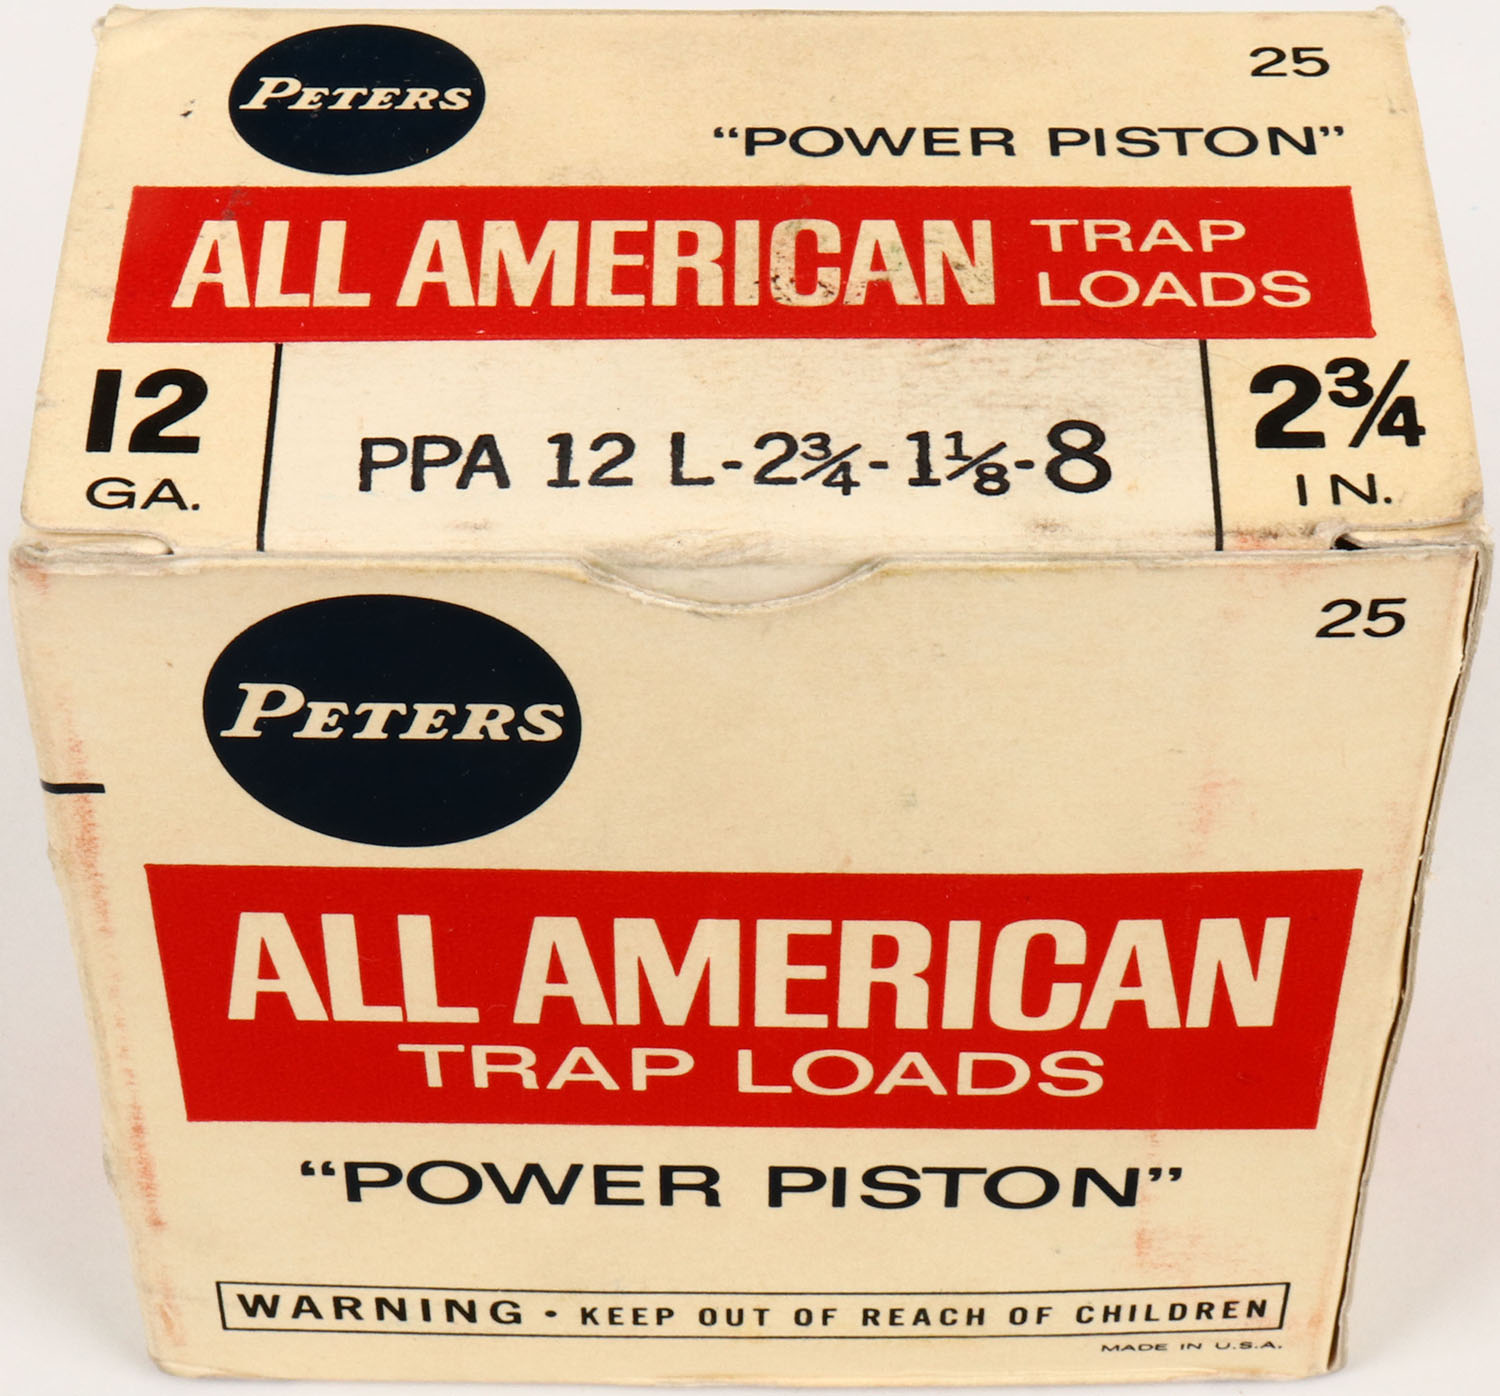 PETERS
25
“POWER PISTON”
ALL AMERICAN TRAP LOADS
12 GA.
PPA 12 L-2¾-1⅛-8
2¾ IN.
PETERS
25
ALL AMERICAN
TRAP LOADS
“POWER PISTON”
WARNING • KEEP OUT OF REACH OF CHILDREN
MADE IN U.S.A.